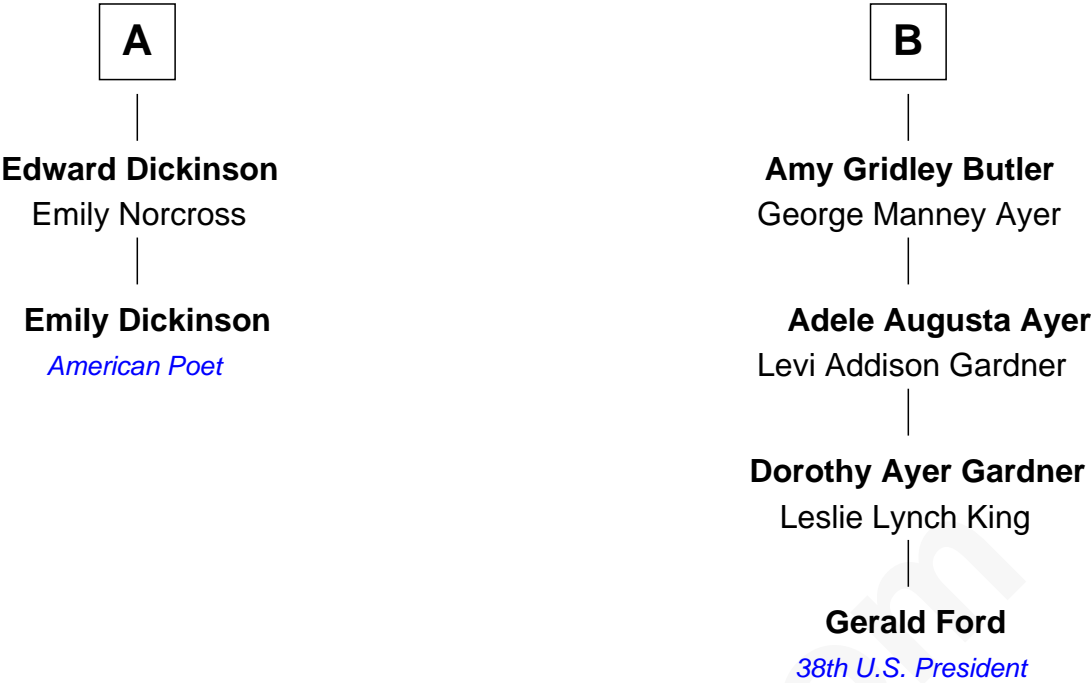 A
Edward Dickinson
Emily Norcross
Emily Dickinson
American Poet
B
Amy Gridley Butler
George Manney Ayer
Adele Augusta Ayer
Levi Addison Gardner
Dorothy Ayer Gardner
Leslie Lynch King
Gerald Ford
38th U.S. President